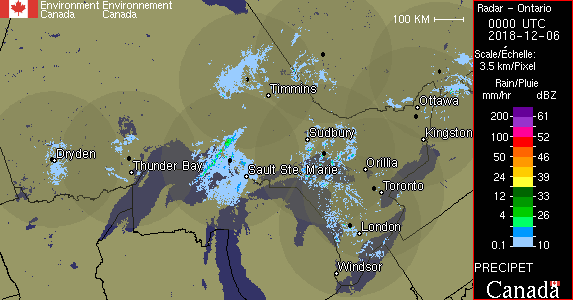 Environment Environnement
Canada Canada
100 KM
Timmins
Ottawa
Kingston
Sudbury
Dryden
Thunder Bay
Sault Ste. Marie
Orillia
Toronto
London
Windsor
Radar - Ontario
0000 UTC
2018-12-06
Scale/Échelle:
3.5 km/Pixel
Rain/Pluie
mm/hr dBZ
200 61
100 52
50 46
24 39
12 33
4 26
0.1 10
PRECIPET
Canada